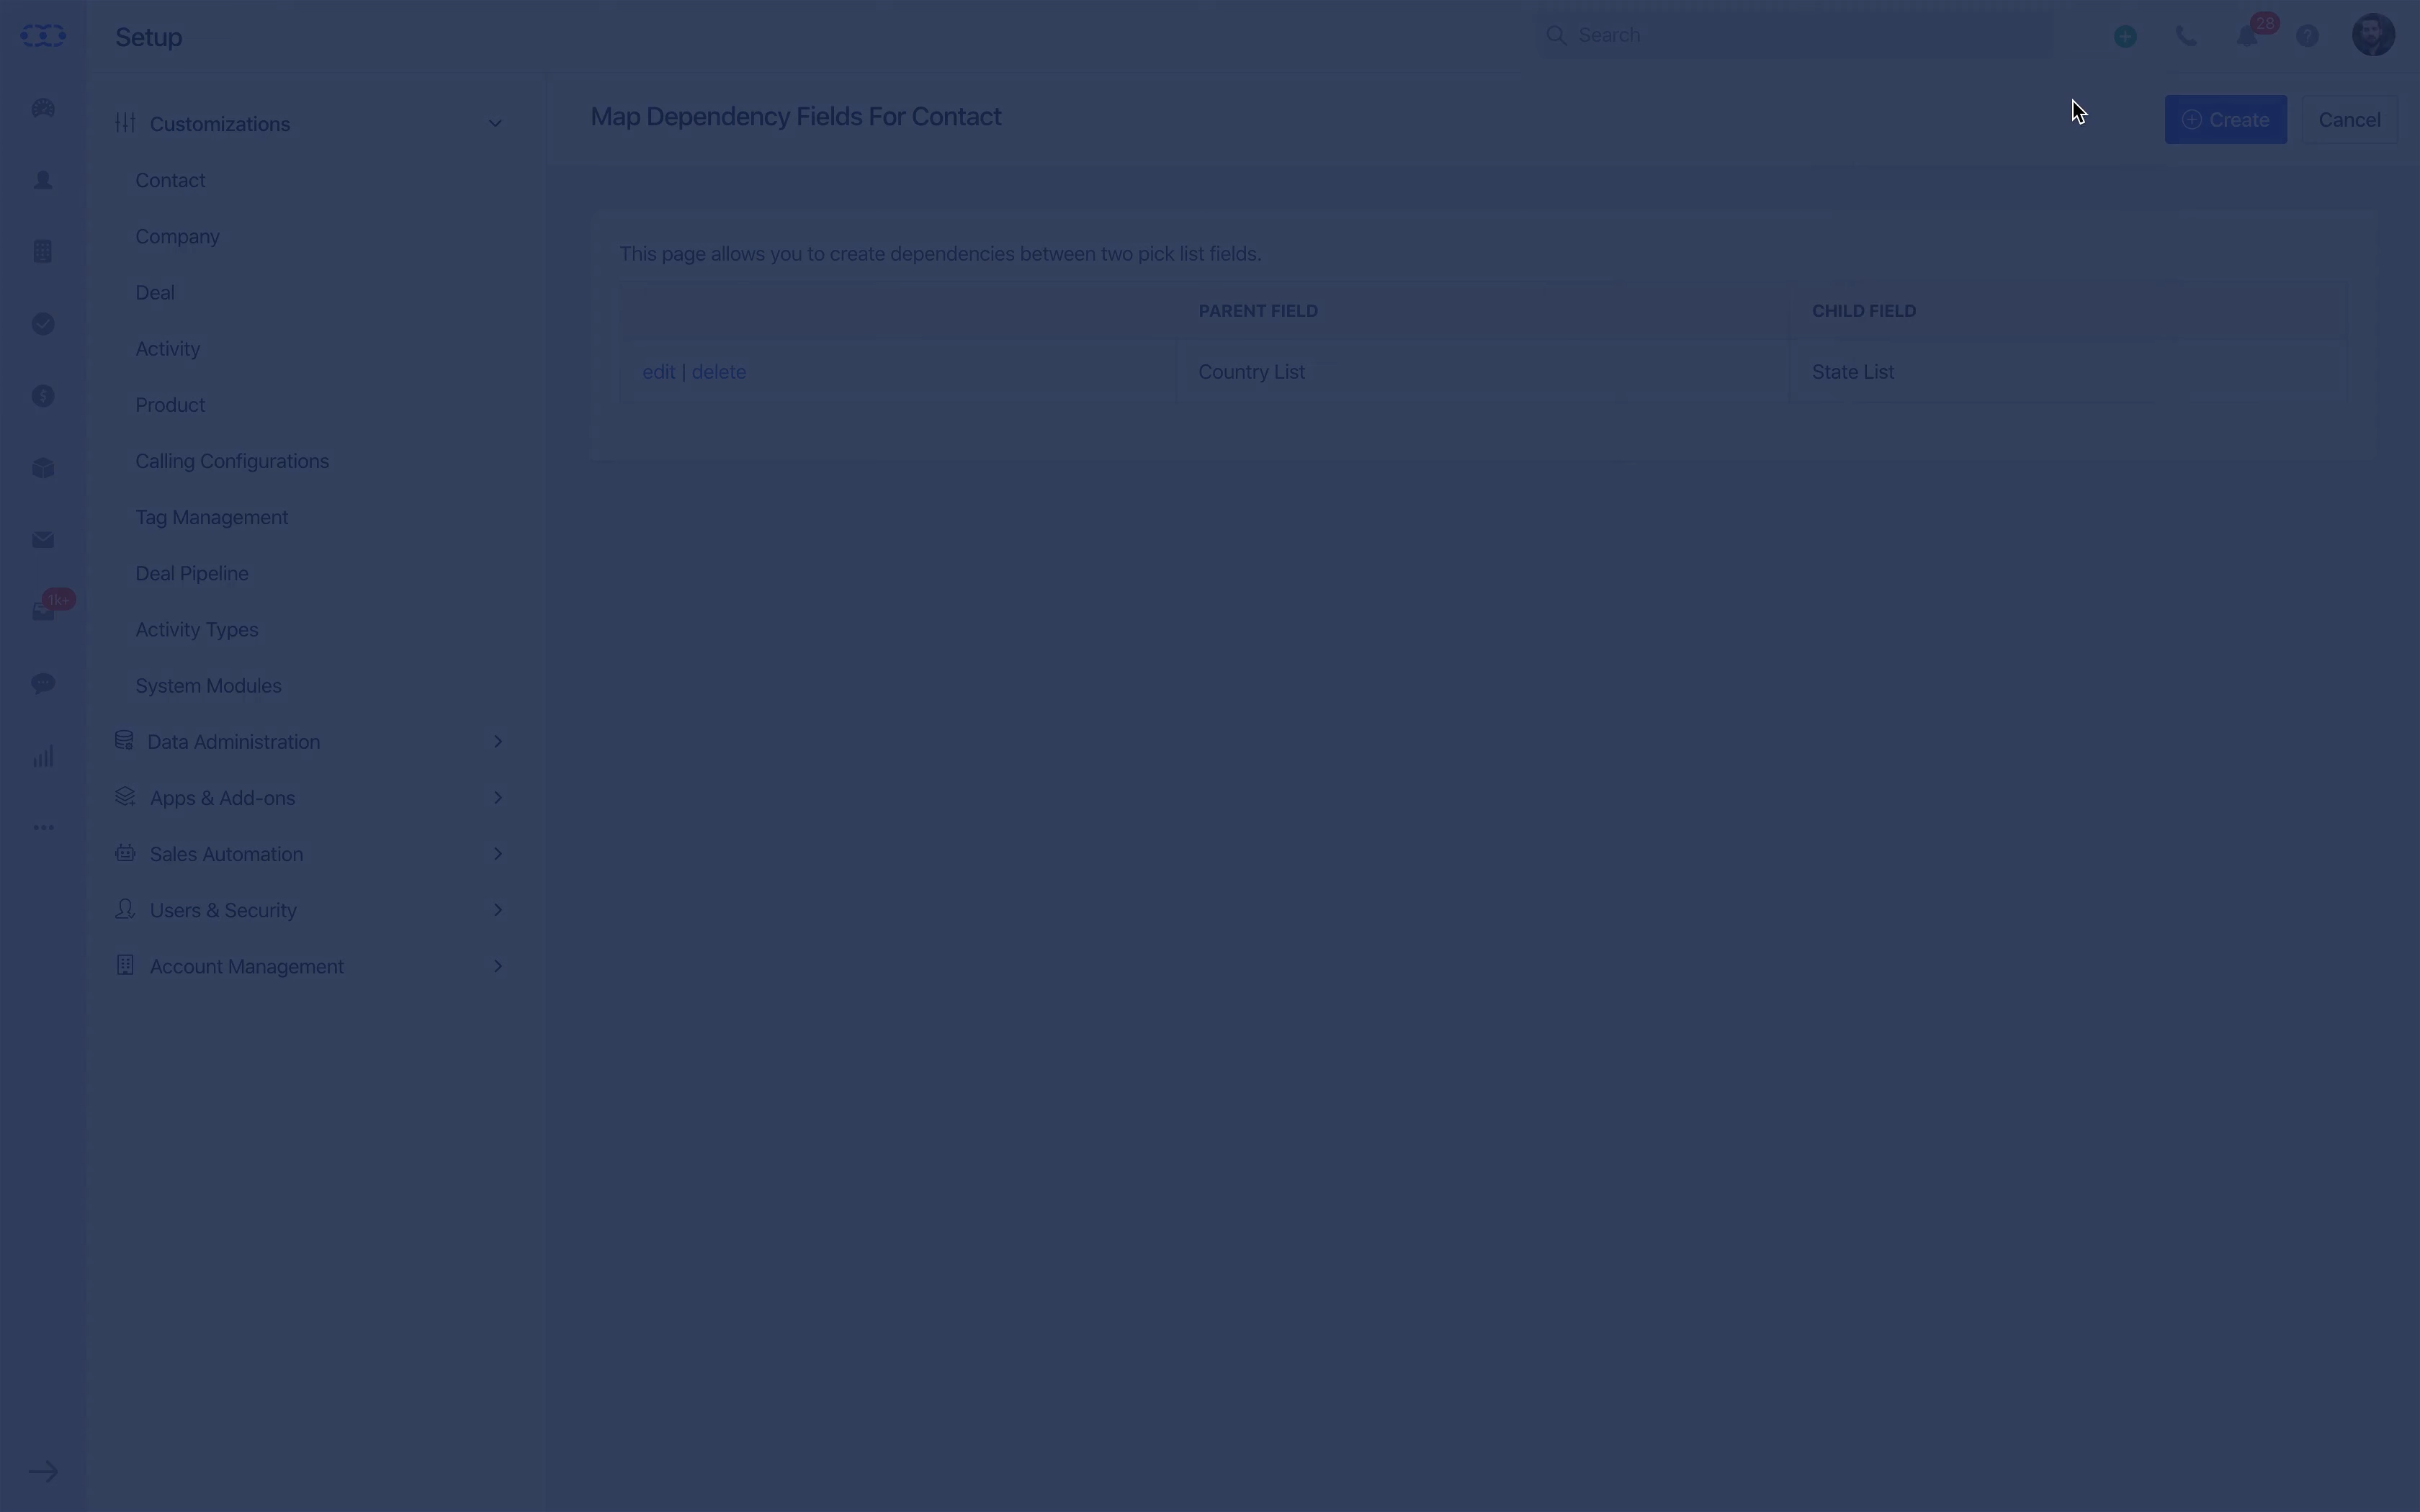 Setup
Search
28
Customizations
Contact
Company
Deal
Activity
Product
Calling Configurations
Tag Management
Deal Pipeline
Activity Types
System Modules
Data Administration
Apps & Add-ons
Sales Automation
Users & Security
Account Management
1k+
Map Dependency Fields For Contact
Create
Cancel
This page allows you to create dependencies between two pick list fields.
PARENT FIELD
CHILD FIELD
edit | delete
Country List
State List